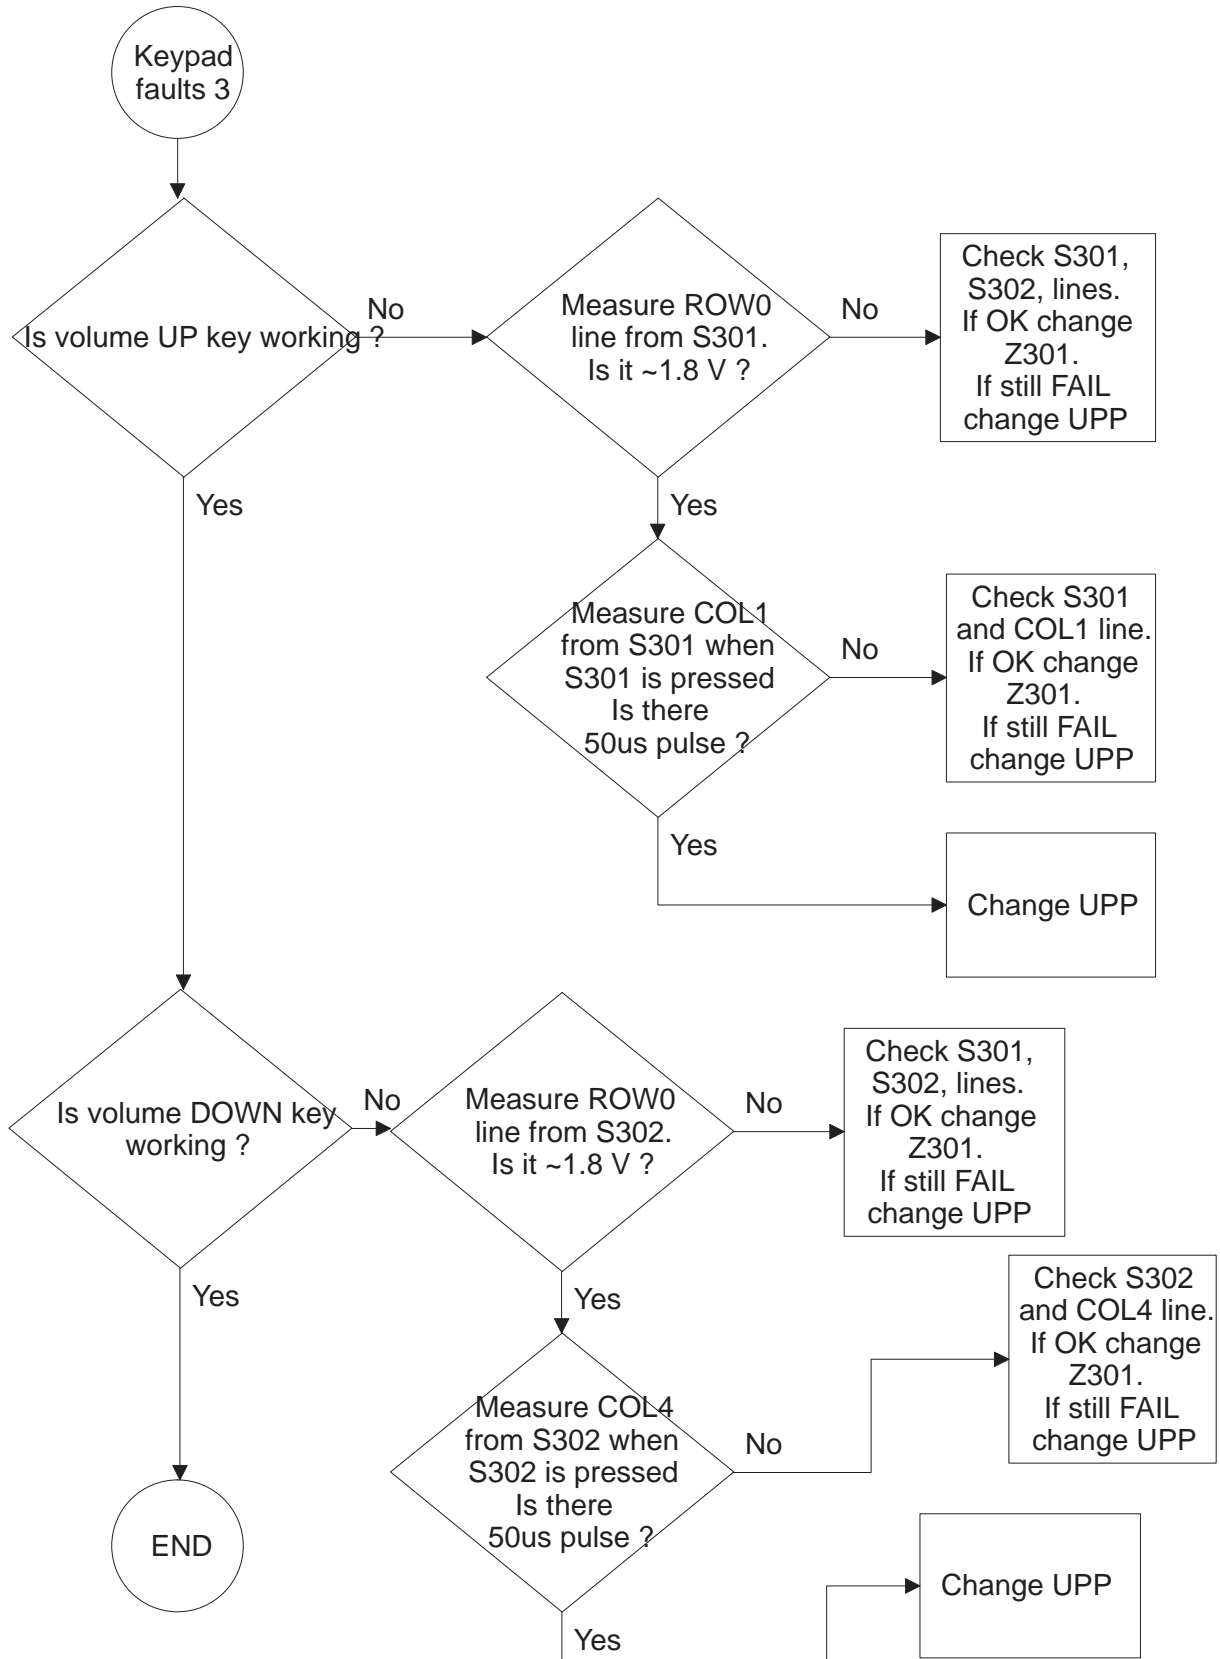 Keypad
faults 3
Is volume UP key working ?
No
Measure ROW0
line from S301.
Is it ~1.8 V ?
No
Check S301,
S302, lines.
If OK change
Z301.
If still FAIL
change UPP
Yes
Yes
Measure COL1
from S301 when
S301 is pressed
Is there
50us pulse ?
No
Check S301
and COL1 line.
If OK change
Z301.
If still FAIL
change UPP
Yes
Change UPP
Is volume DOWN key
working ?
No
Measure ROW0
line from S302.
Is it ~1.8 V ?
No
Check S301,
S302, lines.
If OK change
Z301.
If still FAIL
change UPP
Yes
Yes
Measure COL4
from S302 when
S302 is pressed
Is there
50us pulse ?
No
Check S302
and COL4 line.
If OK change
Z301.
If still FAIL
change UPP
END
Yes
Change UPP